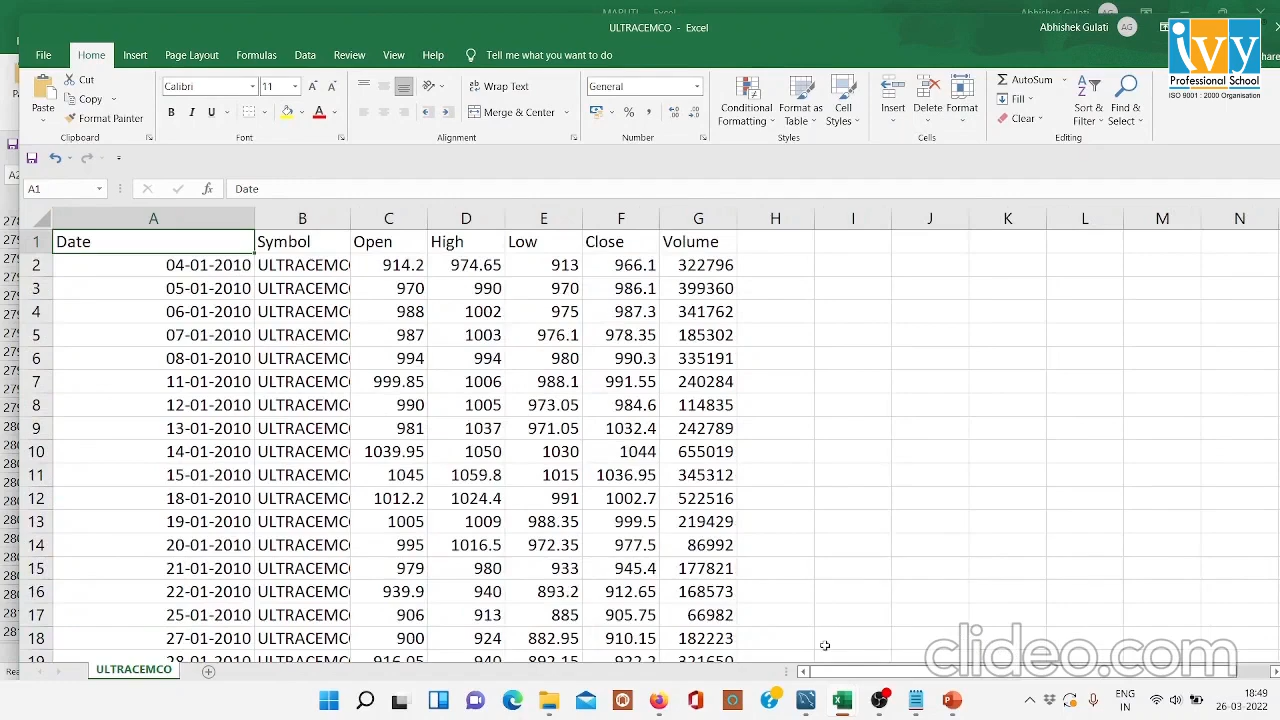 MARUTI
Abhishek Gulati
ULTRACEMCO - Excel
Abhishek Gulati AG
ivy
Professional School
ISO 9001 : 2000 Organisation
File Home Insert Page Layout Formulas Data Review View Help Tell me what you want to do
Paste
Cut
Copy
Format Painter
Clipboard
Calibri 11
B I U A
Font
Wrap Text
Merge & Center
Alignment
General
% ,
Number
Conditional Formatting
Format as Table
Cell Styles
Styles
Insert Delete Format
Cells
AutoSum
Fill
Clear
Sort & Filter
Find & Select
Editing
A1 fx Date
A B C D E F G H I J K L M N
1 Date Symbol Open High Low Close Volume
2 04-01-2010 ULTRACEMCO 914.2 974.65 913 966.1 322796
3 05-01-2010 ULTRACEMCO 970 990 970 986.1 399360
4 06-01-2010 ULTRACEMCO 988 1002 975 987.3 341762
5 07-01-2010 ULTRACEMCO 987 1003 976.1 978.35 185302
6 08-01-2010 ULTRACEMCO 994 994 980 990.3 335191
7 11-01-2010 ULTRACEMCO 999.85 1006 988.1 991.55 240284
8 12-01-2010 ULTRACEMCO 990 1005 973.05 984.6 114835
9 13-01-2010 ULTRACEMCO 981 1037 971.05 1032.4 242789
10 14-01-2010 ULTRACEMCO 1039.95 1050 1030 1044 655019
11 15-01-2010 ULTRACEMCO 1045 1059.8 1015 1036.95 345312
12 18-01-2010 ULTRACEMCO 1012.2 1024.4 991 1002.7 522516
13 19-01-2010 ULTRACEMCO 1005 1009 988.35 999.5 219429
14 20-01-2010 ULTRACEMCO 995 1016.5 972.35 977.5 86992
15 21-01-2010 ULTRACEMCO 979 980 933 945.4 177821
16 22-01-2010 ULTRACEMCO 939.9 940 893.2 912.65 168573
17 25-01-2010 ULTRACEMCO 906 913 885 905.75 66982
18 27-01-2010 ULTRACEMCO 900 924 882.95 910.15 182223
ULTRACEMCO
clideo.com
ENG
IN
18:49
26-03-2022